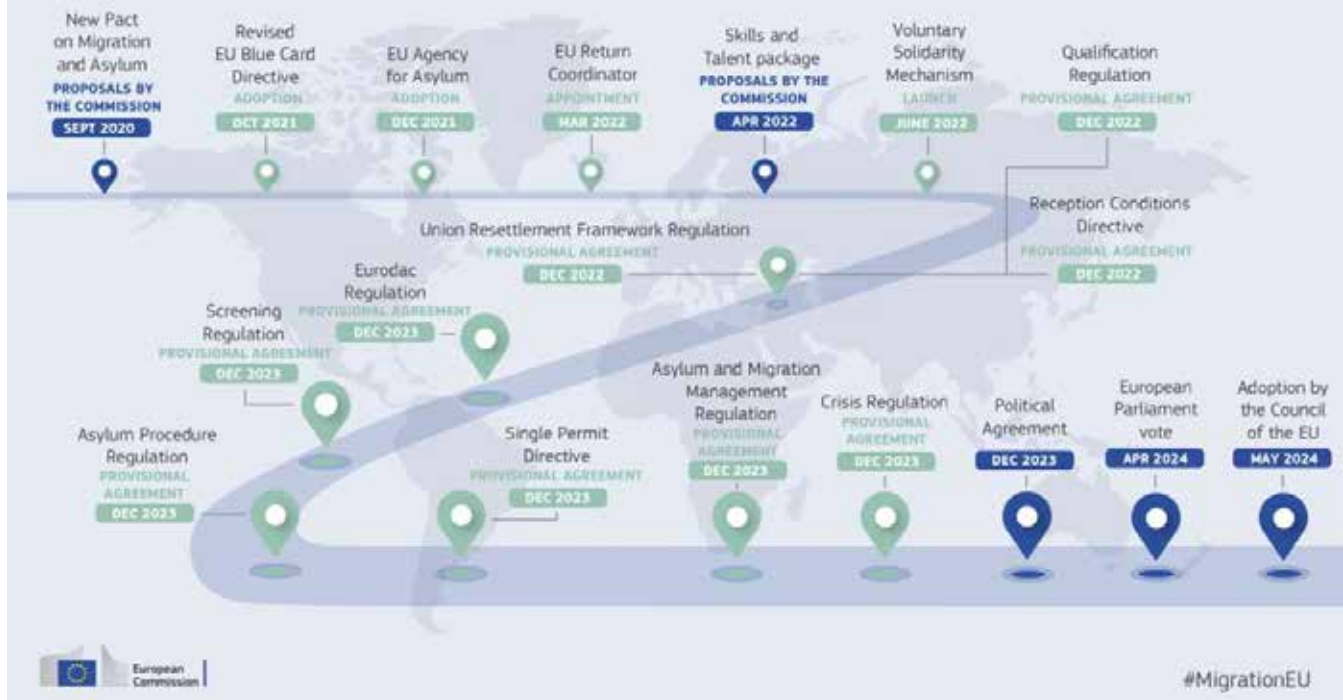 New Pact
on Migration
and Asylum
PROPOSALS BY
THE COMMISSION
SEPT 2020
Revised
EU Blue Card
Directive
ADOPTION
OCT 2021
EU Agency
for Asylum
ADOPTION
DEC 2021
EU Return
Coordinator
APPOINTMENT
MAR 2022
Skills and
Talent package
PROPOSALS BY THE
COMMISSION
APR 2022
Voluntary
Solidarity
Mechanism
LAUNCH
JUNE 2022
Qualification
Regulation
PROVISIONAL AGREEMENT
DEC 2022
Reception Conditions
Directive
PROVISIONAL AGREEMENT
DEC 2022
Union Resettlement Framework Regulation
PROVISIONAL AGREEMENT
DEC 2022
Eurodac
Regulation
PROVISIONAL AGREEMENT
DEC 2023
Screening
Regulation
PROVISIONAL AGREEMENT
DEC 2023
Asylum Procedure
Regulation
PROVISIONAL
AGREEMENT
DEC 2023
Single Permit
Directive
PROVISIONAL AGREEMENT
DEC 2023
Asylum and Migration
Management
Regulation
PROVISIONAL
AGREEMENT
DEC 2023
Crisis Regulation
PROVISIONAL
AGREEMENT
DEC 2023
Political
Agreement
DEC 2023
European
Parliament
vote
APR 2024
Adoption by
the Council
of the EU
MAY 2024
European
Commission
#MigrationEU